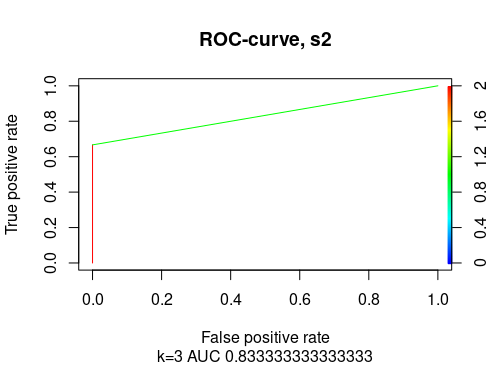 ROC-curve, s2
True positive rate
1.0
0.8
0.6
0.4
0.2
0.0
2
1.6
1.2
0.8
0.4
0
0.0 0.2 0.4 0.6 0.8 1.0
False positive rate
k=3 AUC 0.833333333333333